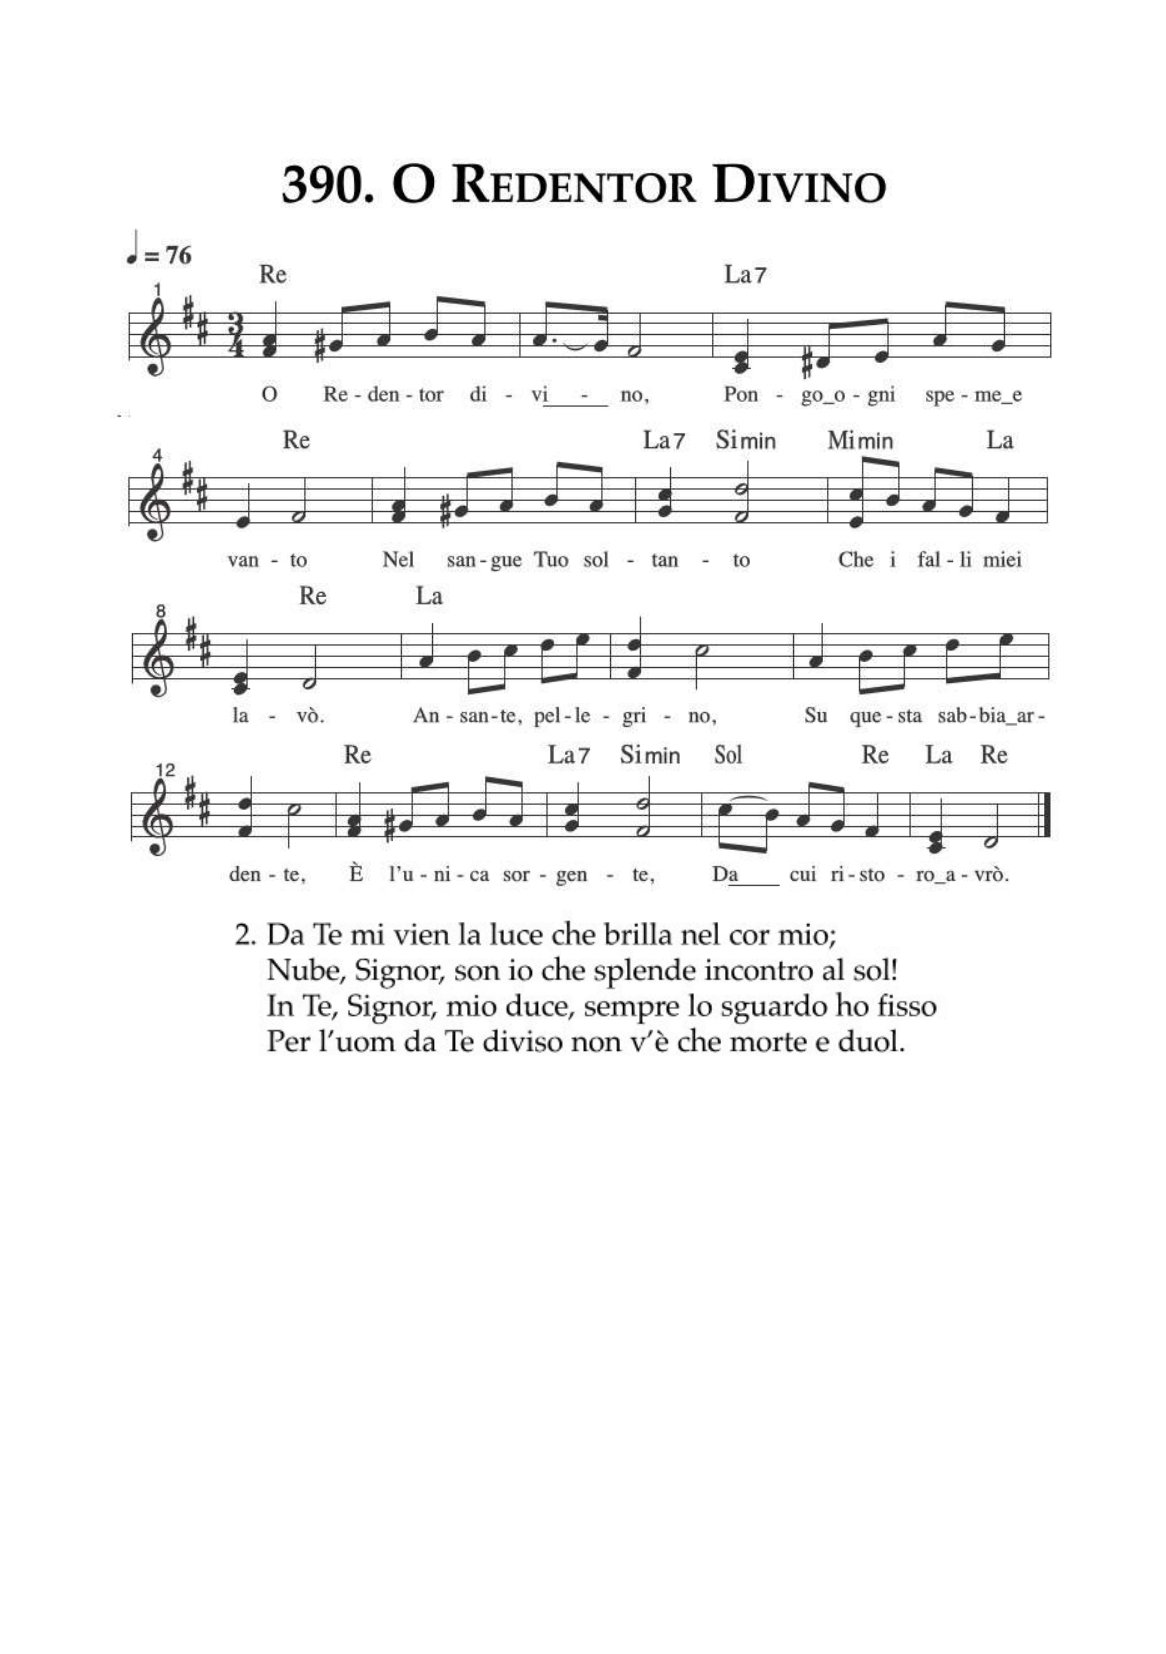 390. O Redentor Divino
= 76
Re La7
1
3
4
O Re - den - tor di - vi - no, Pon - go_o - gni spe - me_e
Re La7 Simin Mimin La
4
van - to Nel san - gue Tuo sol - tan - to Che i fal - li miei
Re La
8
la - vò. An - san - te, pel - le - gri - no, Su que - sta sab - bia_ar -
Re La7 Simin Sol Re La Re
12
den - te, È l'u - ni - ca sor - gen - te, Da____ cui ri - sto - ro_a - vrò.
2. Da Te mi vien la luce che brilla nel cor mio;
Nube, Signor, son io che splende incontro al sol!
In Te, Signor, mio duce, sempre lo sguardo ho fisso
Per l'uom da Te diviso non v'è che morte e duol.